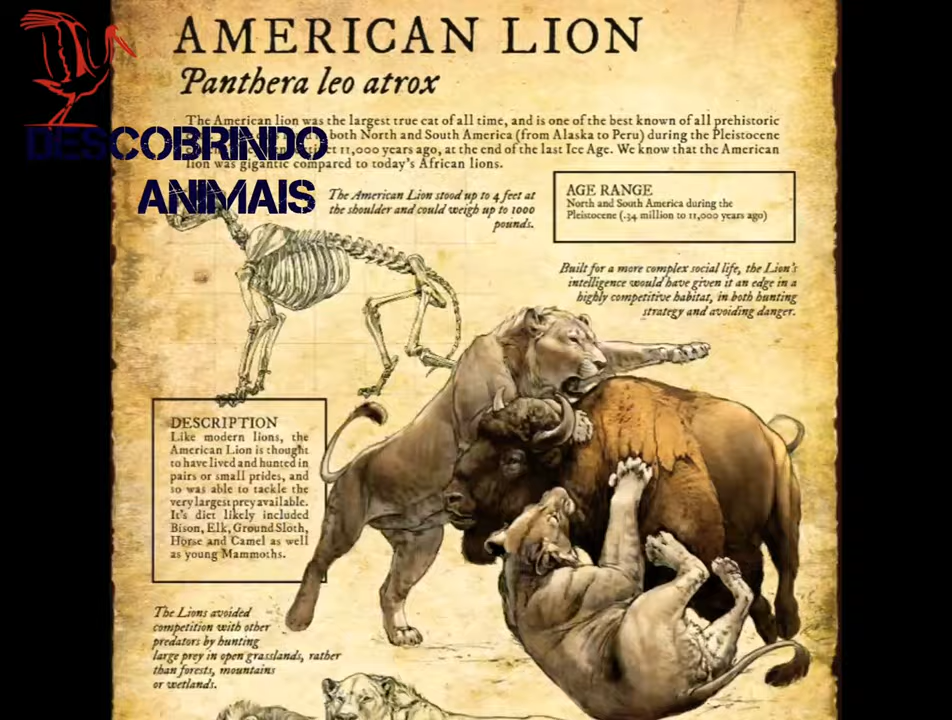 AMERICAN LION
Panthera leo atrox
The American lion was the largest true cat of all time, and is one of the best known of all prehistoric
both North and South America (from Alaska to Peru) during the Pleistocene
11,000 years ago, at the end of the last Ice Age. We know that the American
lion was gigantic compared to today's African lions.
DESCOBRINDO
ANIMAIS
The American Lion stood up to 4 feet at
the shoulder and could weigh up to 1000
pounds.
AGE RANGE
North and South America during the
Pleistocene (.34 million to 11,000 years ago)
Built for a more complex social life, the Lion's
intelligence would have given it an edge in a
highly competitive habitat, in both hunting
strategy and avoiding danger.
DESCRIPTION
Like modern lions, the
American Lion is thought
to have lived and hunted in
pairs or small prides, and
so was able to tackle the
very largest prey available.
It's diet likely included
Bison, Elk, Ground Sloth,
Horse and Camel as well
as young Mammoths.
The Lions avoided
competition with other
predators by hunting
large prey in open grasslands, rather
than forests, mountains
or wetlands.